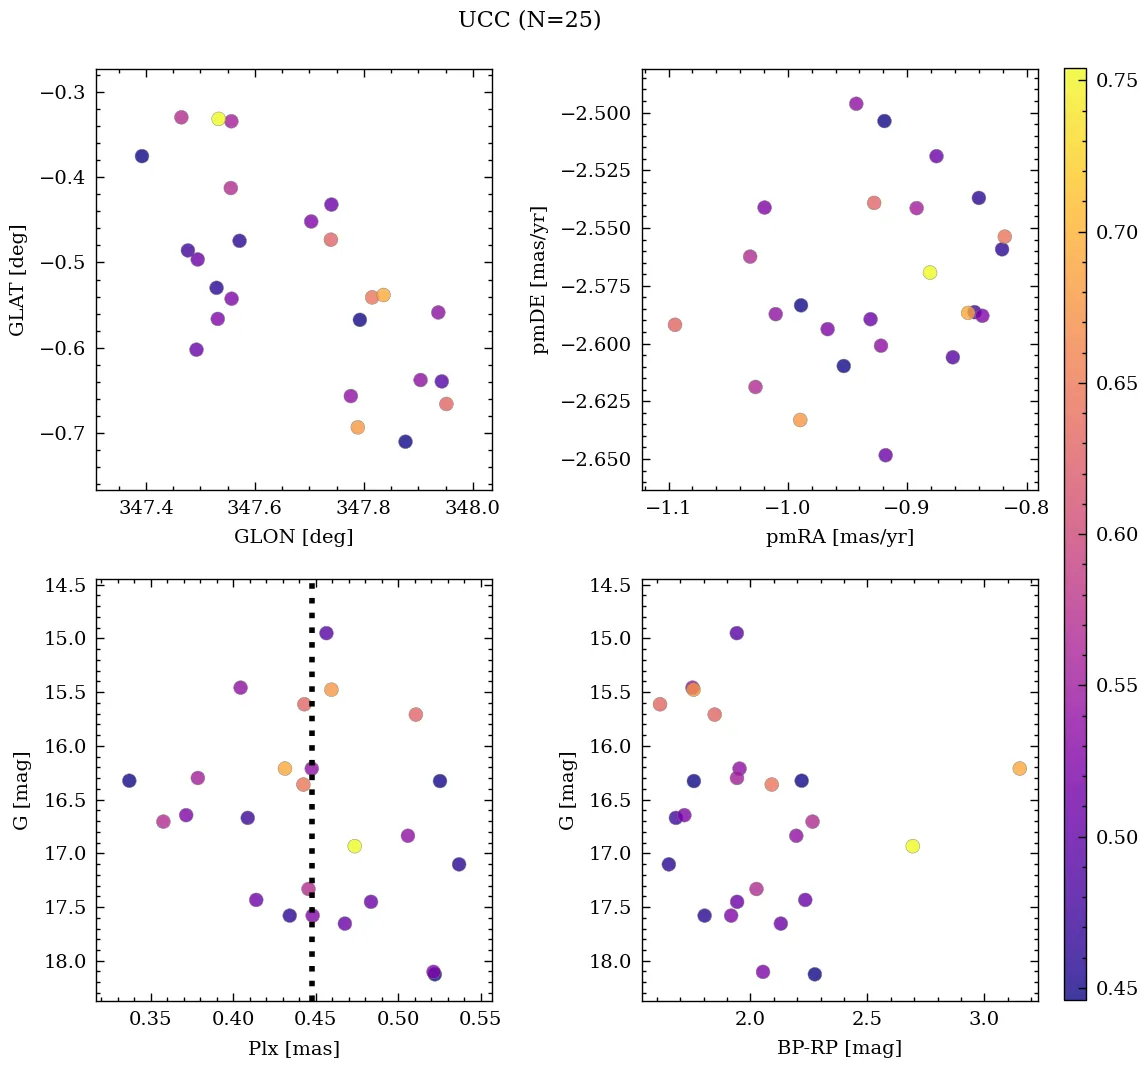 UCC (N=25)
−0.3
−0.4
−0.5
−0.6
−0.7
GLAT [deg]
347.4 347.6 347.8 348.0
GLON [deg]
−2.500
−2.525
−2.550
−2.575
−2.600
−2.625
−2.650
pmDE [mas/yr]
−1.1 −1.0 −0.9 −0.8
pmRA [mas/yr]
14.5
15.0
15.5
16.0
16.5
17.0
17.5
18.0
G [mag]
0.35 0.40 0.45 0.50 0.55
Plx [mas]
14.5
15.0
15.5
16.0
16.5
17.0
17.5
18.0
G [mag]
2.0 2.5 3.0
BP-RP [mag]
0.75
0.70
0.65
0.60
0.55
0.50
0.45